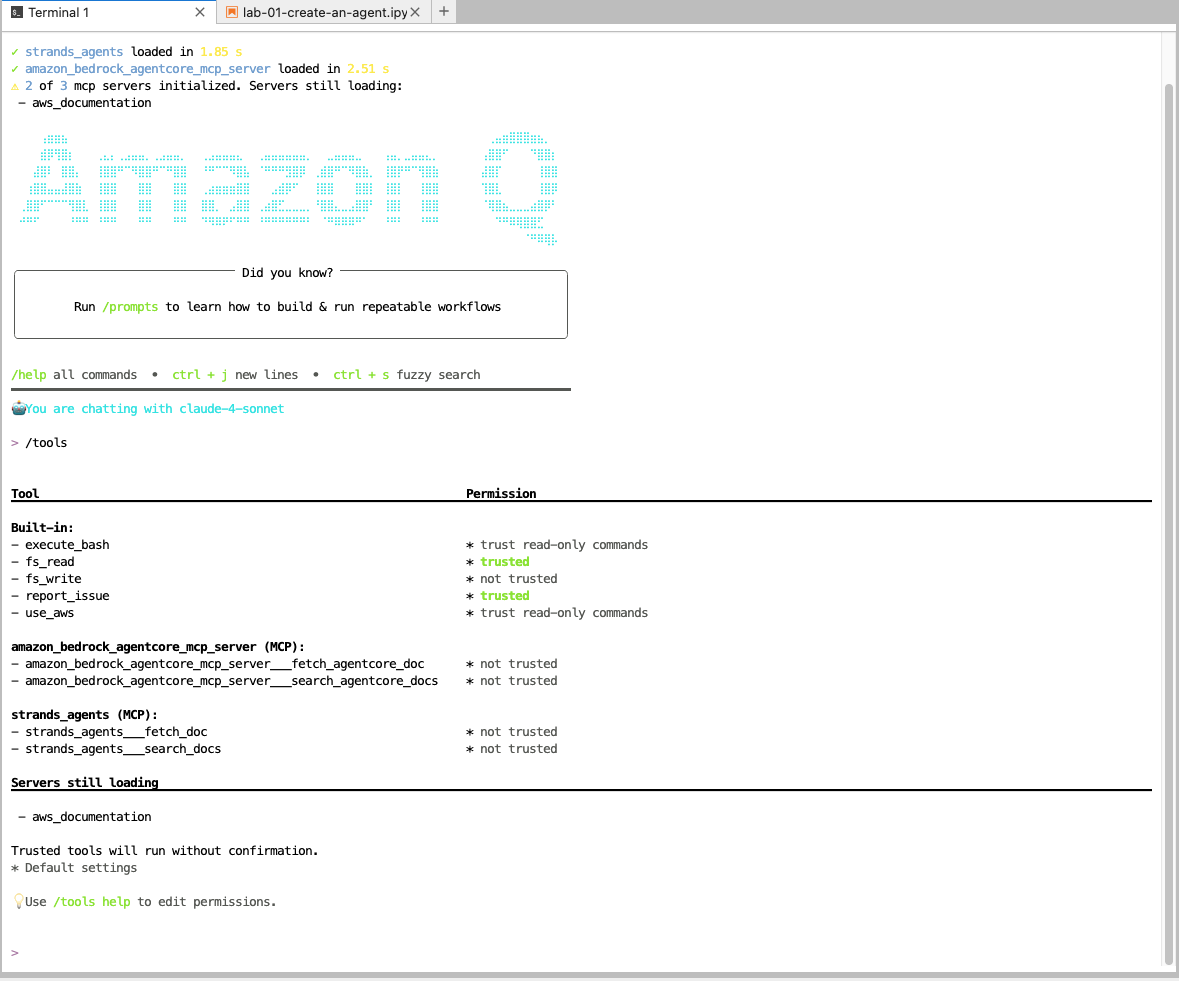 Terminal 1
lab-01-create-an-agent.ipy
✓ strands_agents loaded in 1.85 s
✓ amazon_bedrock_agentcore_mcp_server loaded in 2.51 s
⚠ 2 of 3 mcp servers initialized. Servers still loading:
- aws_documentation
Amazon Q
Did you know?
Run /prompts to learn how to build & run repeatable workflows
/help all commands • ctrl + j new lines • ctrl + s fuzzy search
🤖You are chatting with claude-4-sonnet
> /tools
Tool Permission
Built-in:
- execute_bash * trust read-only commands
- fs_read * trusted
- fs_write * not trusted
- report_issue * trusted
- use_aws * trust read-only commands
amazon_bedrock_agentcore_mcp_server (MCP):
- amazon_bedrock_agentcore_mcp_server___fetch_agentcore_doc * not trusted
- amazon_bedrock_agentcore_mcp_server___search_agentcore_docs * not trusted
strands_agents (MCP):
- strands_agents___fetch_doc * not trusted
- strands_agents___search_docs * not trusted
Servers still loading
- aws_documentation
Trusted tools will run without confirmation.
* Default settings
💡Use /tools help to edit permissions.
>